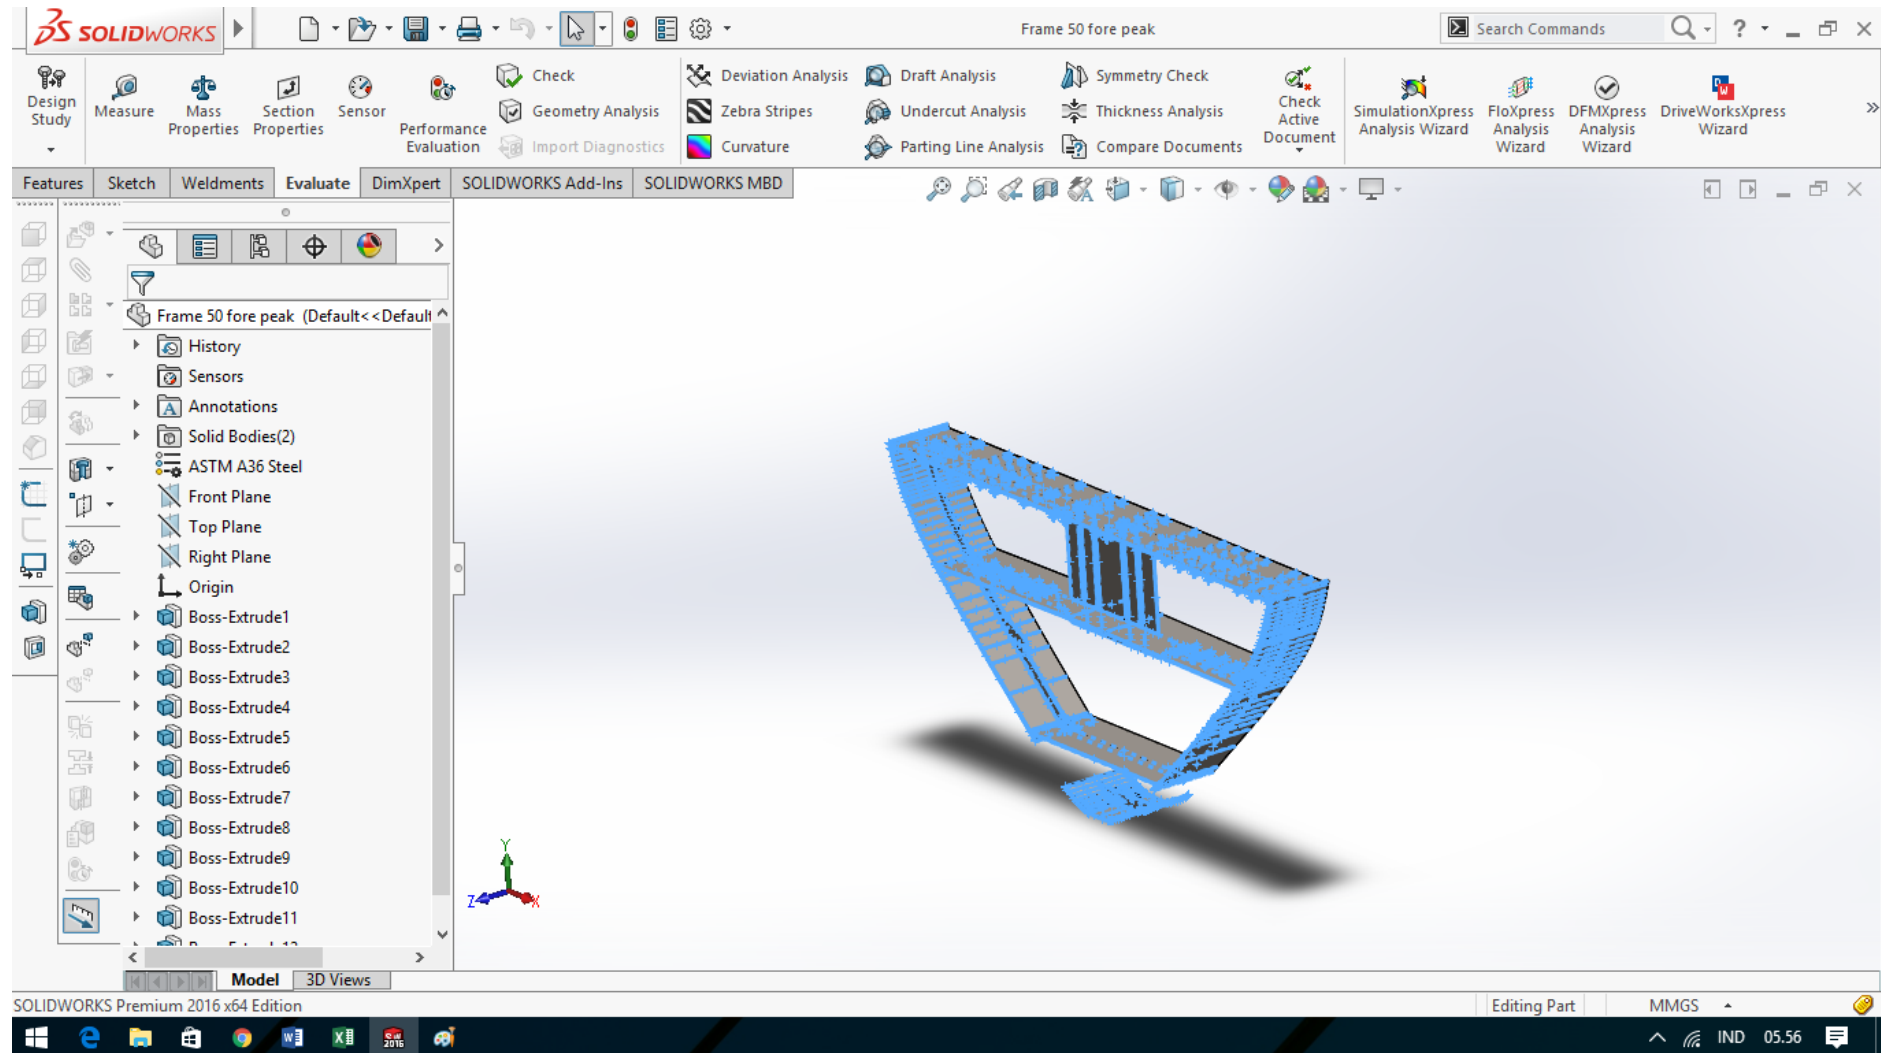 SOLIDWORKS
Frame 50 fore peak
Search Commands
?
Design Study
Measure
Mass Properties
Section Properties
Sensor
Performance Evaluation
Check
Geometry Analysis
Import Diagnostics
Deviation Analysis
Zebra Stripes
Curvature
Draft Analysis
Undercut Analysis
Parting Line Analysis
Symmetry Check
Thickness Analysis
Compare Documents
Check Active Document
SimulationXpress Analysis Wizard
FloXpress Analysis Wizard
DFMXpress Analysis Wizard
DriveWorksXpress Wizard
Features
Sketch
Weldments
Evaluate
DimXpert
SOLIDWORKS Add-Ins
SOLIDWORKS MBD
Frame 50 fore peak (Default<<Default
History
Sensors
Annotations
Solid Bodies(2)
ASTM A36 Steel
Front Plane
Top Plane
Right Plane
Origin
Boss-Extrude1
Boss-Extrude2
Boss-Extrude3
Boss-Extrude4
Boss-Extrude5
Boss-Extrude6
Boss-Extrude7
Boss-Extrude8
Boss-Extrude9
Boss-Extrude10
Boss-Extrude11
Y
Z
X
Model
3D Views
SOLIDWORKS Premium 2016 x64 Edition
Editing Part
MMGS
IND
05.56